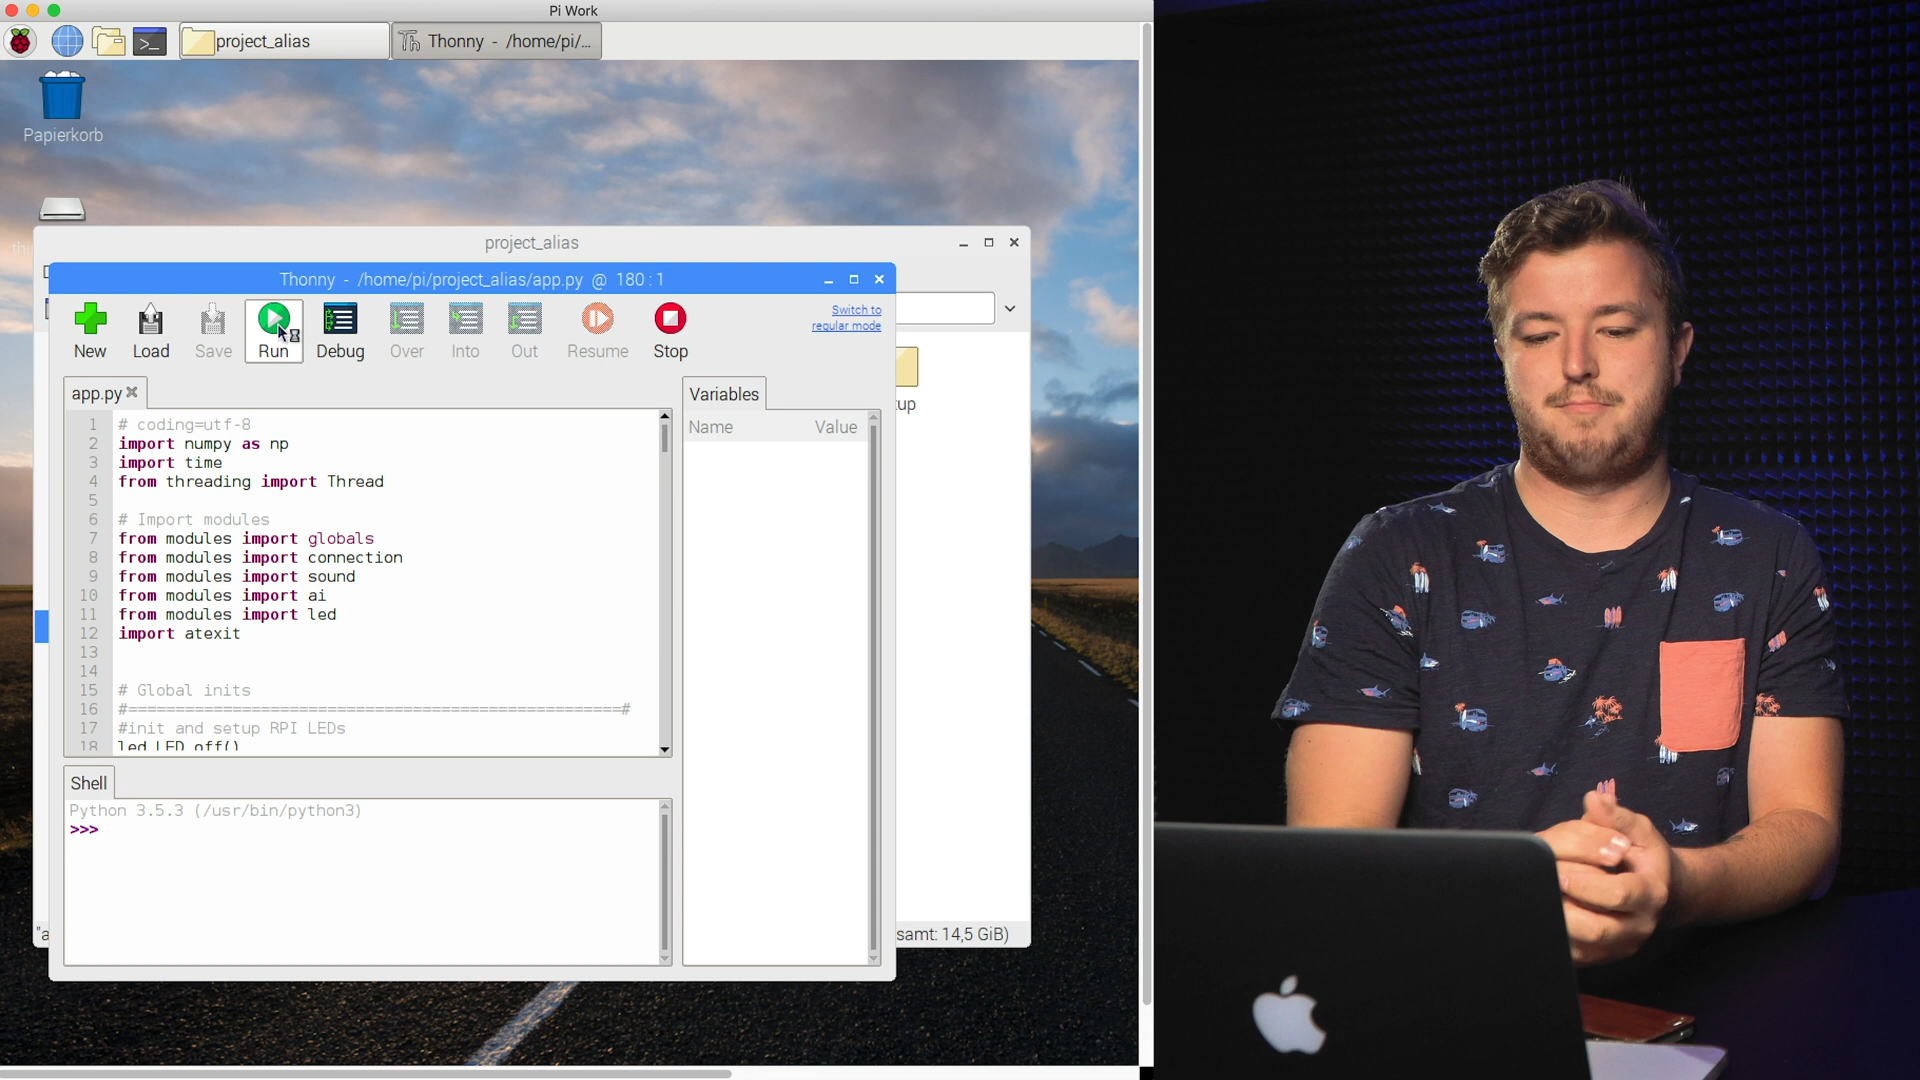 Pi Work
project_alias
Thonny - /home/pi/...
Papierkorb
project_alias
Thonny - /home/pi/project_alias/app.py @ 180 : 1
New
Load
Save
Run
Debug
Over
Into
Out
Resume
Stop
Switch to
regular mode
app.py
1 # coding=utf-8
2 import numpy as np
3 import time
4 from threading import Thread
5
6 # Import modules
7 from modules import globals
8 from modules import connection
9 from modules import sound
10 from modules import ai
11 from modules import led
12 import atexit
13
14
15 # Global inits
16 #====================================================#
17 #init and setup RPI LEDs
18 led.LED.off()
Variables
Name Value
up
Shell
Python 3.5.3 (/usr/bin/python3)
>>>
"a
samt: 14,5 GiB)